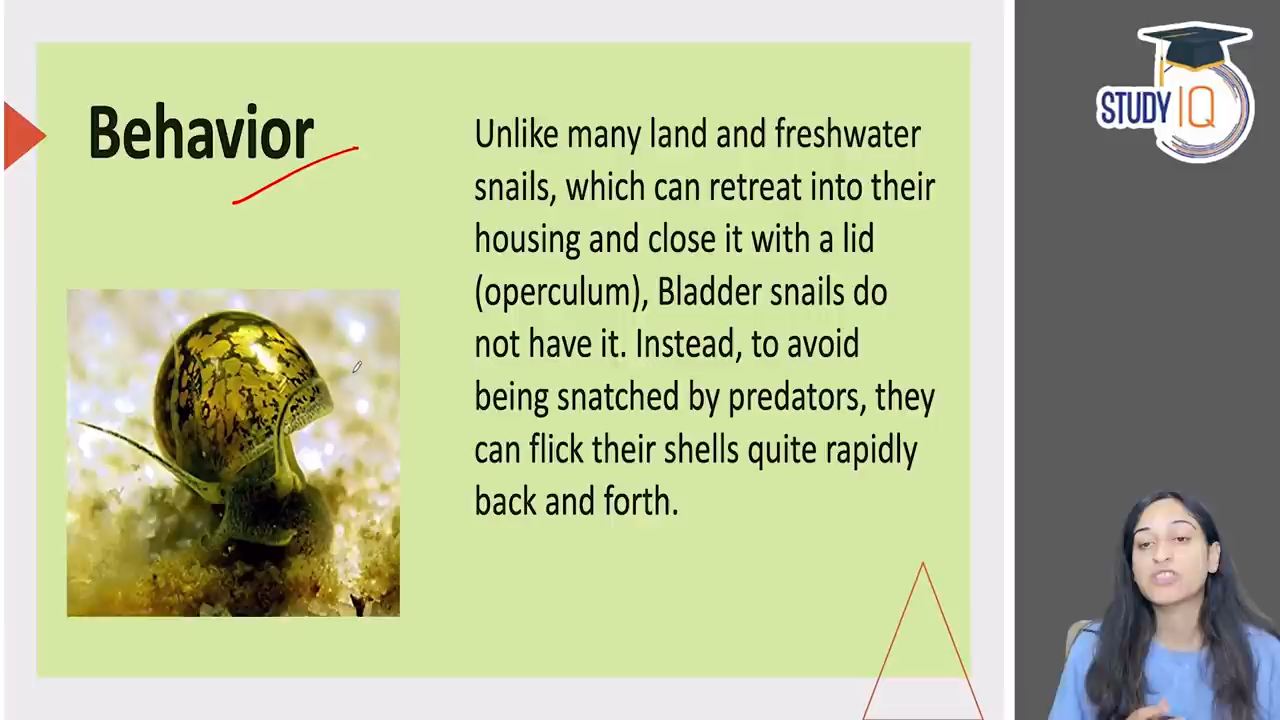 Behavior
Unlike many land and freshwater
snails, which can retreat into their
housing and close it with a lid
(operculum), Bladder snails do
not have it. Instead, to avoid
being snatched by predators, they
can flick their shells quite rapidly
back and forth.
STUDY IQ